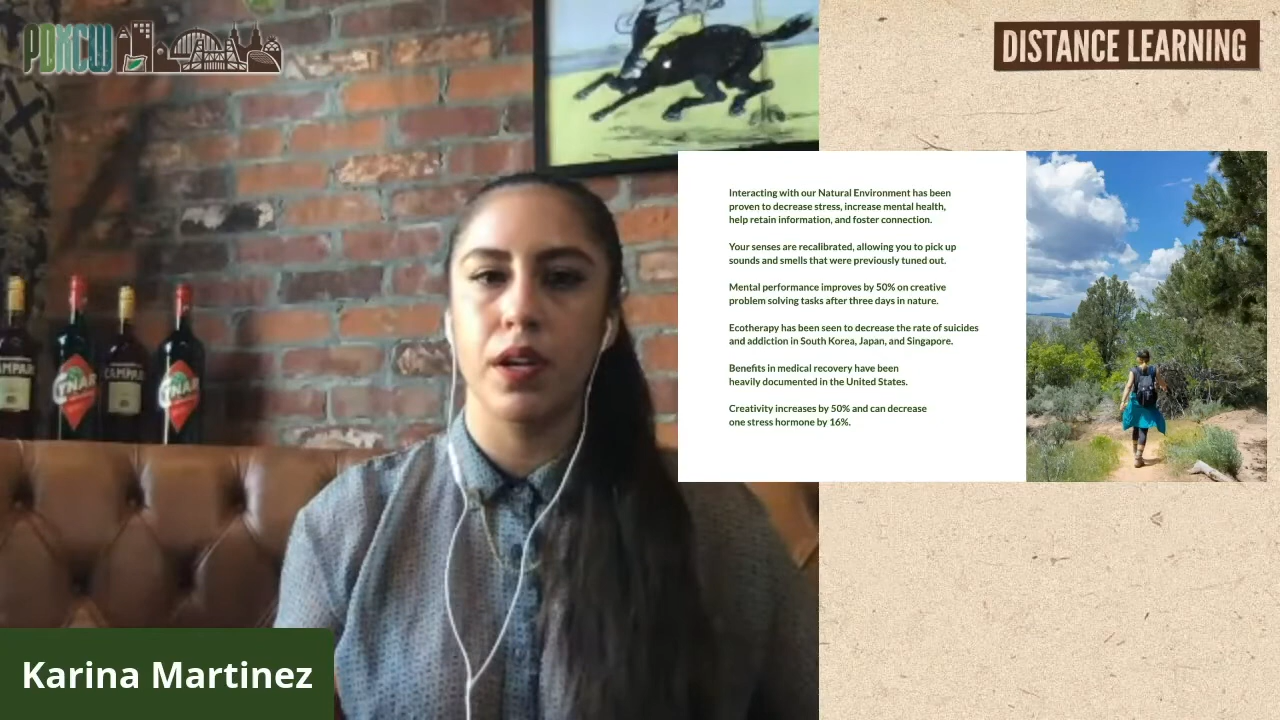 PDXCW
DISTANCE LEARNING
Interacting with our Natural Environment has been
proven to decrease stress, increase mental health,
help retain information, and foster connection.
Your senses are recalibrated, allowing you to pick up
sounds and smells that were previously tuned out.
Mental performance improves by 50% on creative
problem solving tasks after three days in nature.
Ecotherapy has been seen to decrease the rate of suicides
and addiction in South Korea, Japan, and Singapore.
Benefits in medical recovery have been
heavily documented in the United States.
Creativity increases by 50% and can decrease
one stress hormone by 16%.
CAMPARI
CYNAR
CAMPARI
CYNAR
Karina Martinez